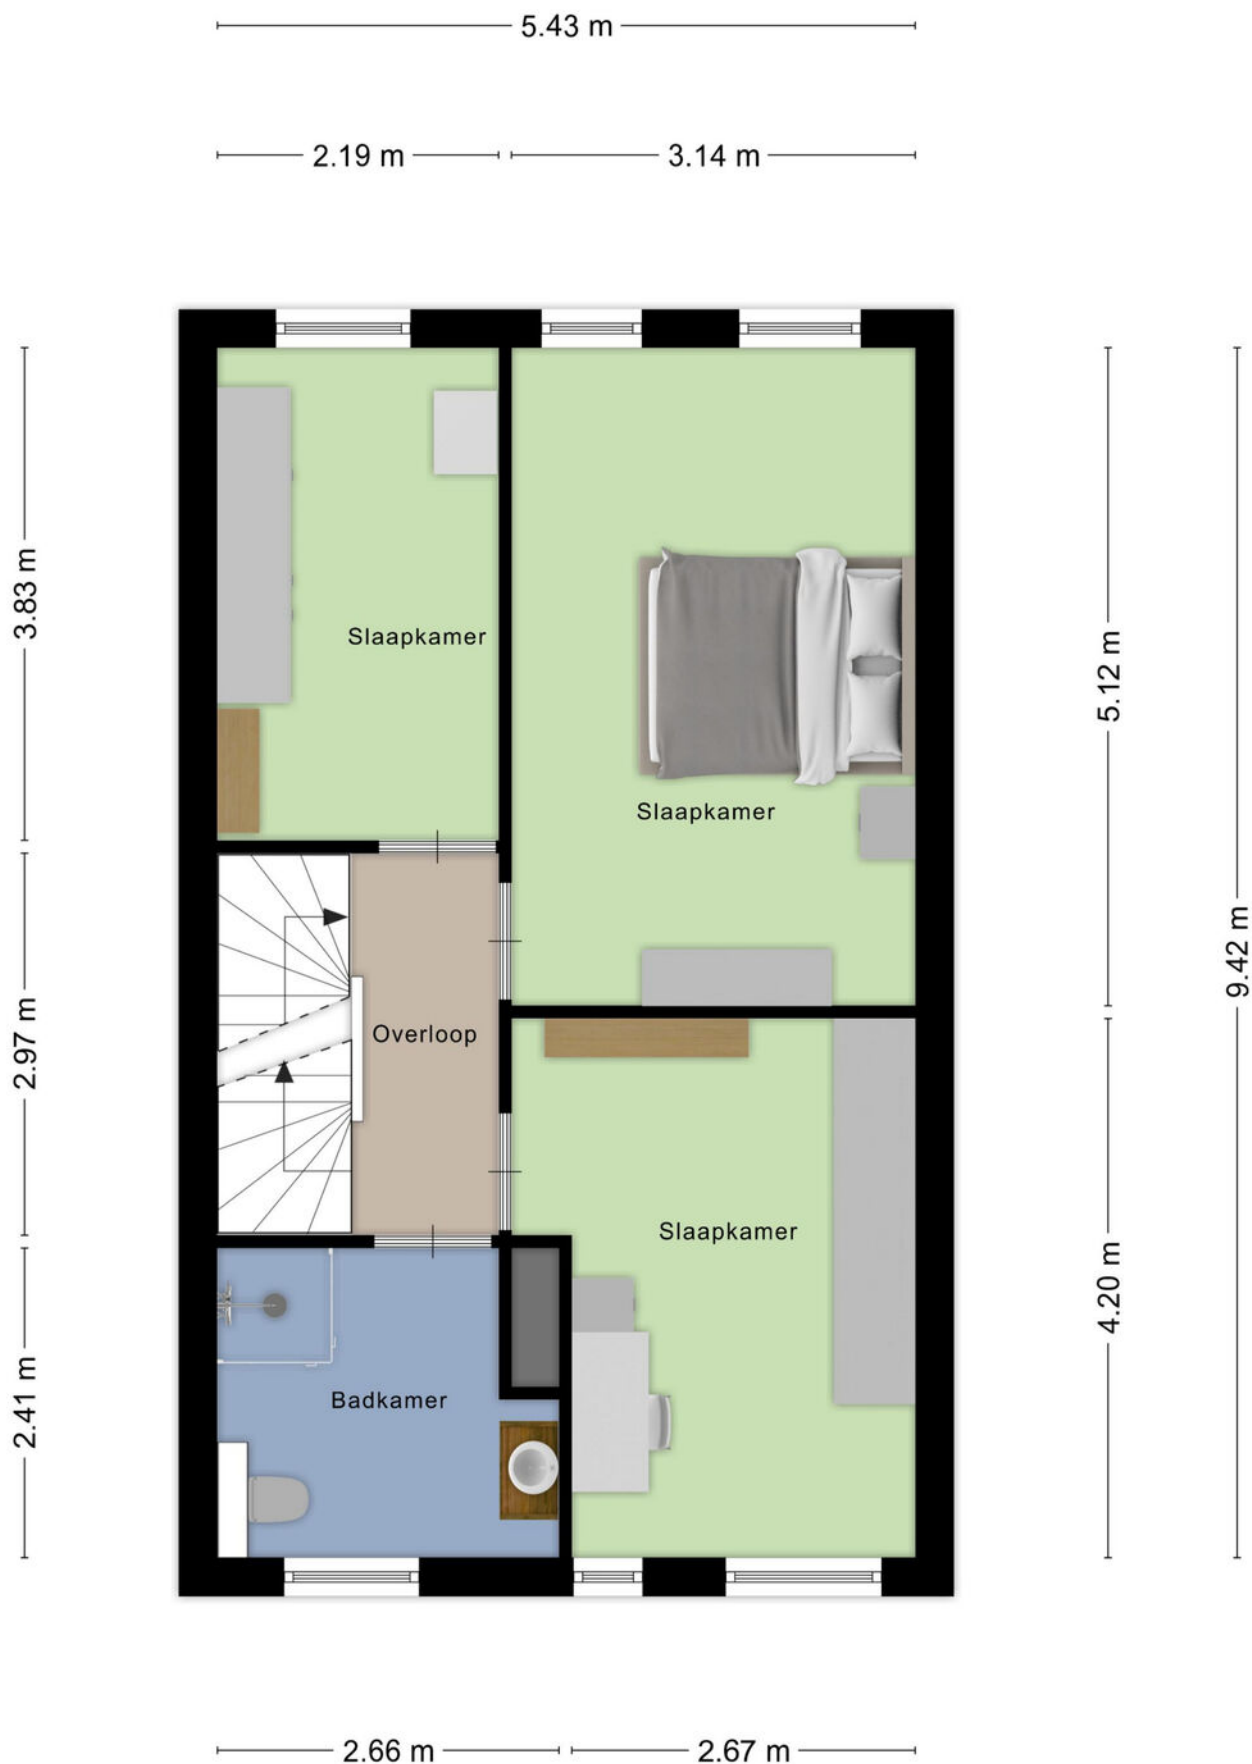 5.43 m
2.19 m
3.14 m
3.83 m
Slaapkamer
5.12 m
Slaapkamer
9.42 m
2.97 m
Overloop
Slaapkamer
4.20 m
2.41 m
Badkamer
2.66 m
2.67 m